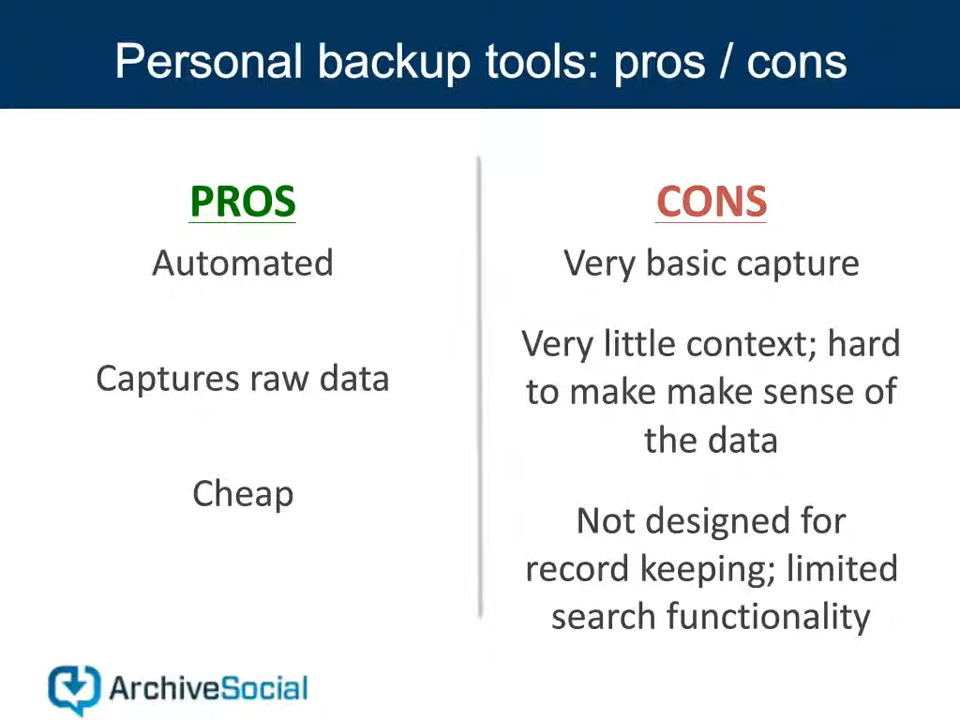 Personal backup tools: pros / cons
PROS
Automated
Captures raw data
Cheap
CONS
Very basic capture
Very little context; hard
to make make sense of
the data
Not designed for
record keeping; limited
search functionality
ArchiveSocial